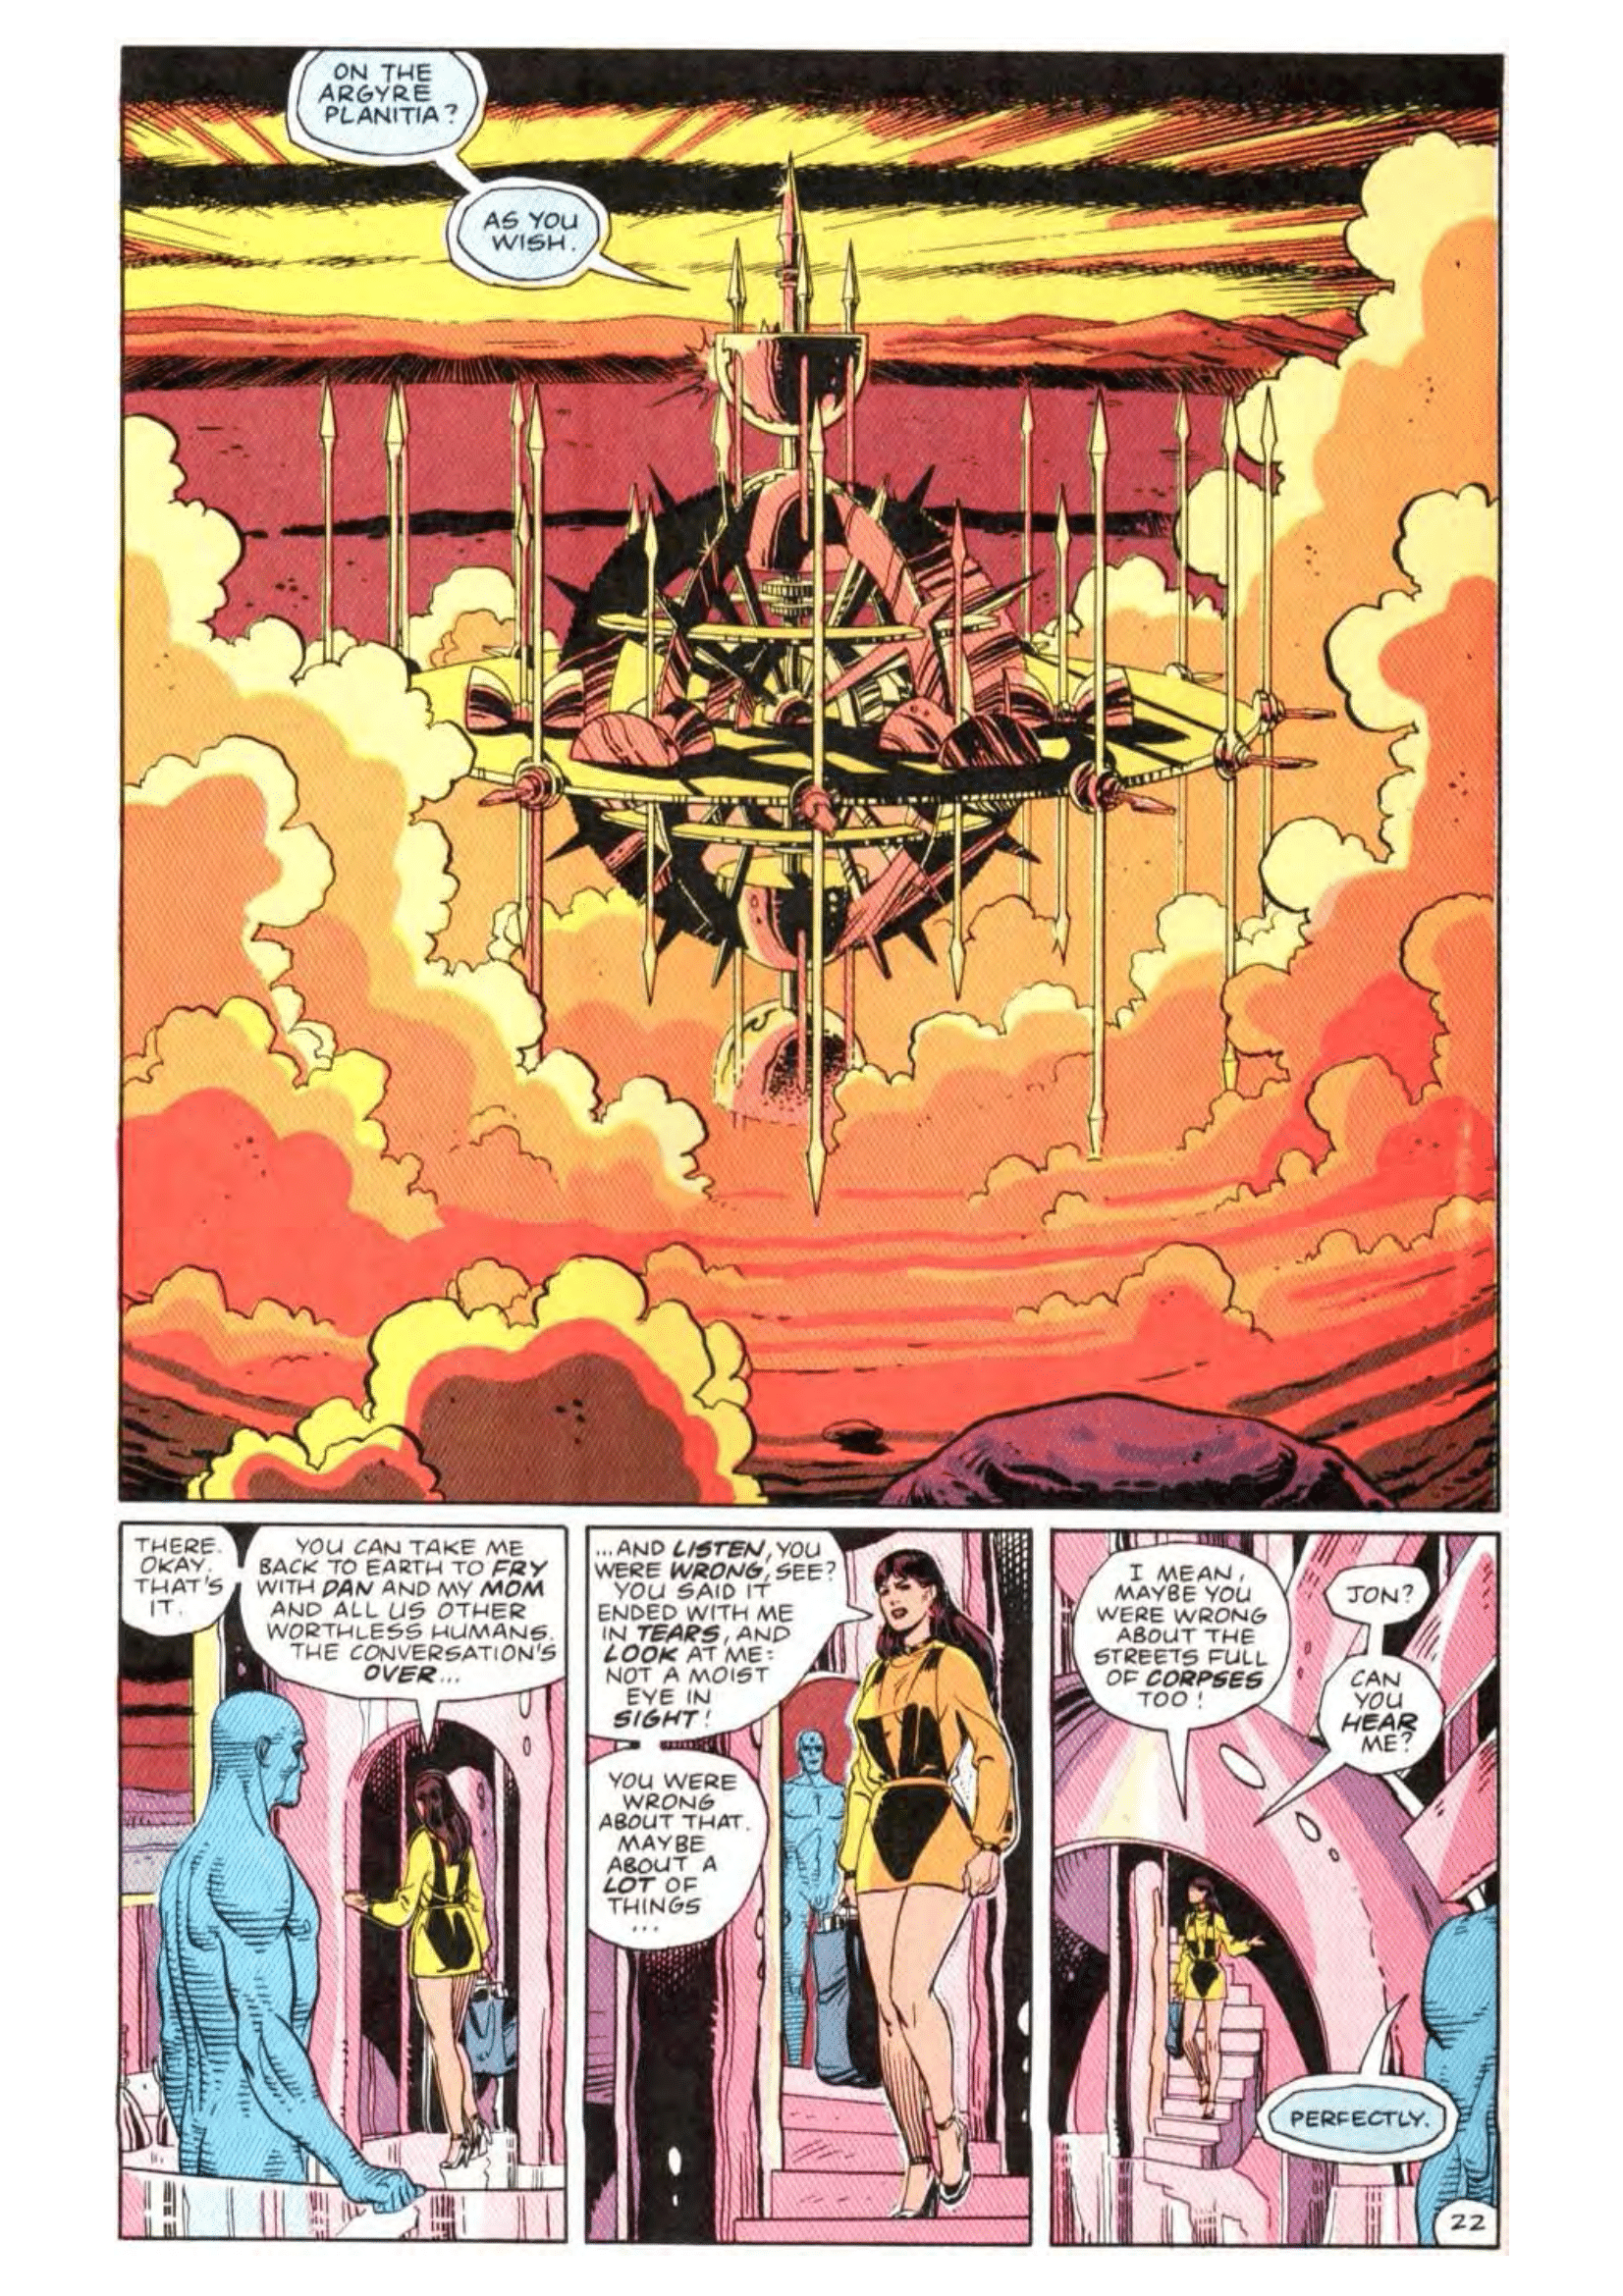 ON THE
ARGYRE
PLANITIA?
AS YOU
WISH.
THERE.
OKAY.
THAT'S
IT.
YOU CAN TAKE ME
BACK TO EARTH TO FRY
WITH DAN AND MY MOM
AND ALL US OTHER
WORTHLESS HUMANS.
THE CONVERSATION'S
OVER...
...AND LISTEN, YOU
WERE WRONG, SEE?
YOU SAID IT
ENDED WITH ME
IN TEARS, AND
LOOK AT ME:
NOT A MOIST
EYE IN
SIGHT!
YOU WERE
WRONG
ABOUT THAT.
MAYBE
ABOUT A
LOT OF
THINGS
...
I MEAN,
MAYBE YOU
WERE WRONG
ABOUT THE
STREETS FULL
OF CORPSES
TOO!
JON?
CAN
YOU
HEAR
ME?
PERFECTLY.
22